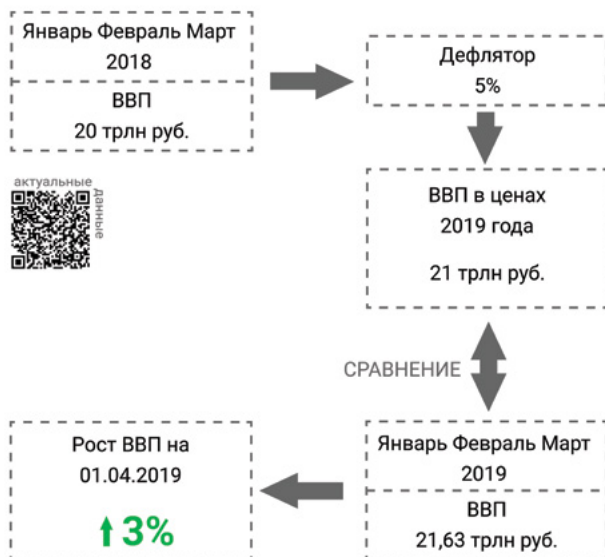 Январь Февраль Март
2018
ВВП
20 трлн руб.
Дефлятор
5%
актуальные
данные
ВВП в ценах
2019 года
21 трлн руб.
СРАВНЕНИЕ
Январь Февраль Март
2019
ВВП
21,63 трлн руб.
Рост ВВП на
01.04.2019
3%